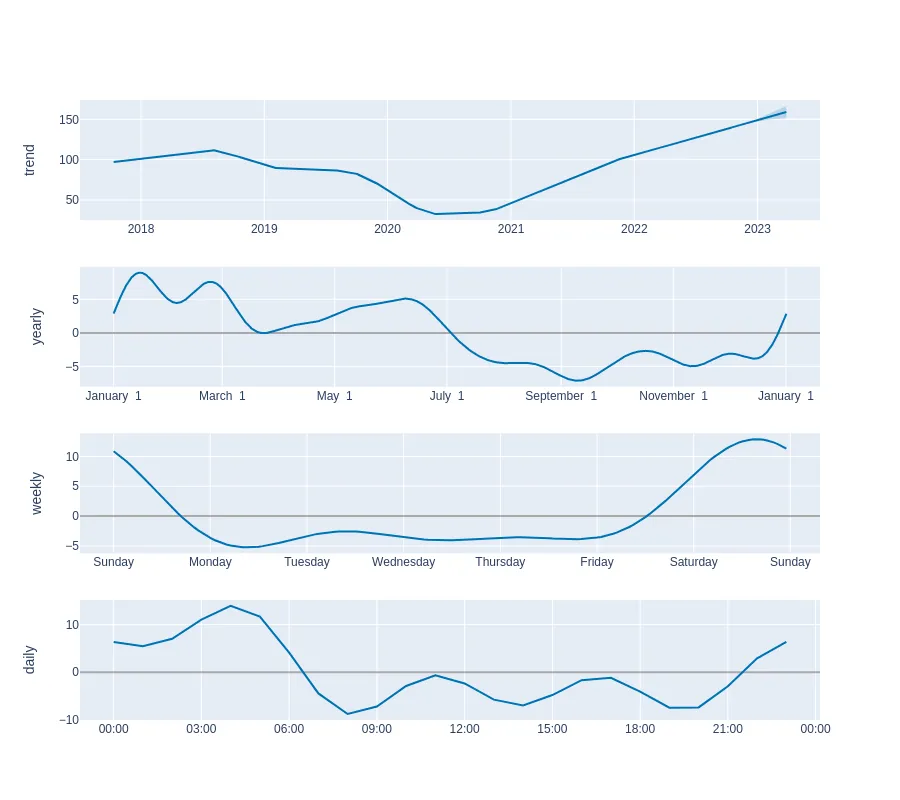 trend
150
100
50
2018 2019 2020 2021 2022 2023
yearly
5
0
−5
January 1 March 1 May 1 July 1 September 1 November 1 January 1
weekly
10
5
0
−5
Sunday Monday Tuesday Wednesday Thursday Friday Saturday Sunday
daily
10
0
−10
00:00 03:00 06:00 09:00 12:00 15:00 18:00 21:00 00:00